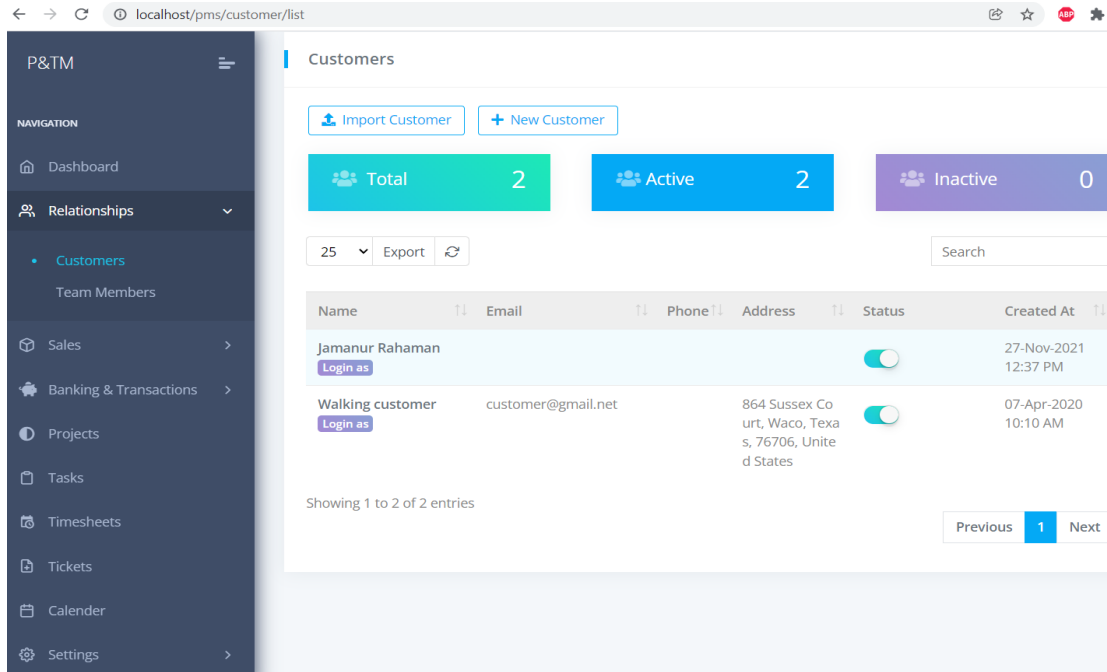 localhost/pms/customer/list
ABP
P&TM
NAVIGATION
Dashboard
Relationships
Customers
Team Members
Sales
Banking & Transactions
Projects
Tasks
Timesheets
Tickets
Calender
Settings
Customers
Import Customer
New Customer
Total 2
Active 2
Inactive 0
25 Export
Search
Name Email Phone Address Status Created At
Jamanur Rahaman
Login as
27-Nov-2021
12:37 PM
Walking customer
Login as
customer@gmail.net
864 Sussex Co
urt, Waco, Texa
s, 76706, Unite
d States
07-Apr-2020
10:10 AM
Showing 1 to 2 of 2 entries
Previous 1 Next